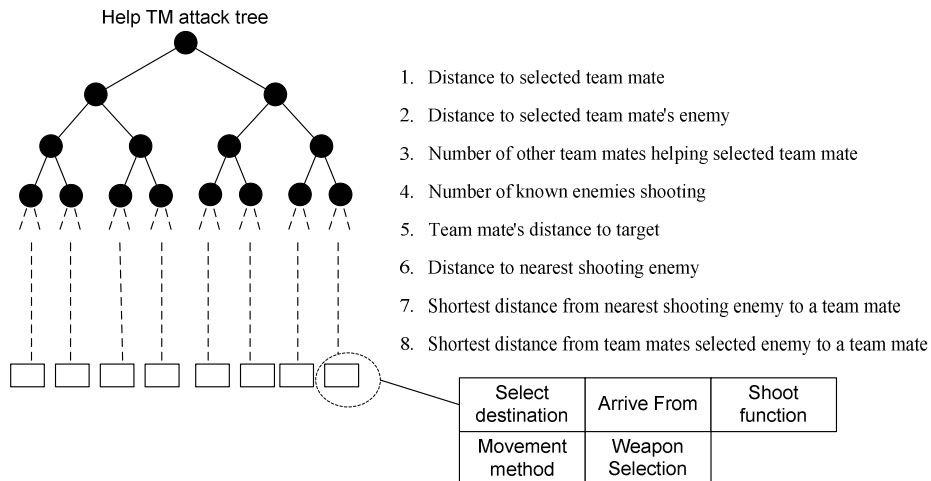 Help TM attack tree
1. Distance to selected team mate
2. Distance to selected team mate's enemy
3. Number of other team mates helping selected team mate
4. Number of known enemies shooting
5. Team mate's distance to target
6. Distance to nearest shooting enemy
7. Shortest distance from nearest shooting enemy to a team mate
8. Shortest distance from team mates selected enemy to a team mate
Select
destination
Arrive From
Shoot
function
Movement
method
Weapon
Selection